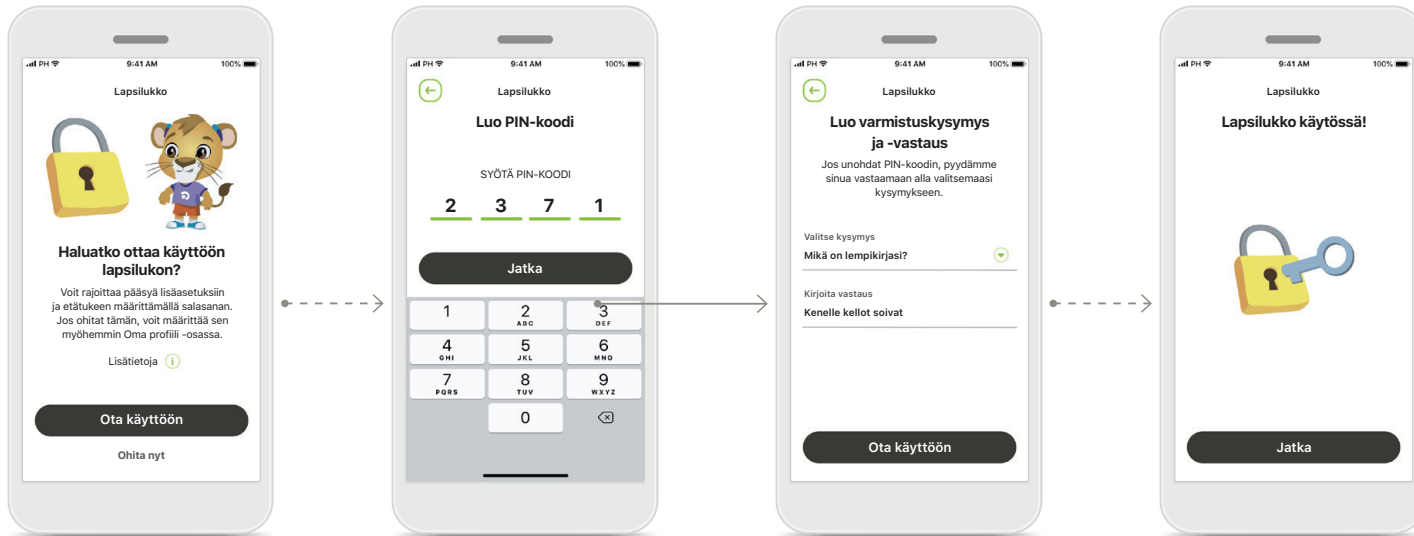 PH 9:41 AM 100%
Lapsilukko
Haluatko ottaa käyttöön
lapsilukon?
Voit rajoittaa pääsyä lisäasetuksiin
ja etätukeen määrittämällä salasanan.
Jos ohitat tämän, voit määrittää sen
myöhemmin Oma profiili -osassa.
Lisätietoja i
Ota käyttöön
Ohita nyt
PH 9:41 AM 100%
Lapsilukko
Luo PIN-koodi
SYÖTÄ PIN-KOODI
2 3 7 1
Jatka
1 2 3
ABC DEF
4 5 6
GHI JKL MNO
7 8 9
PQRS TUV WXYZ
0
PH 9:41 AM 100%
Lapsilukko
Luo varmistuskysymys
ja -vastaus
Jos unohdat PIN-koodin, pyydämme
sinua vastaamaan alla valitsemaasi
kysymykseen.
Valitse kysymys
Mikä on lempikirjasi?
Kirjoita vastaus
Kenelle kellot soivat
Ota käyttöön
PH 9:41 AM 100%
Lapsilukko
Lapsilukko käytössä!
Jatka